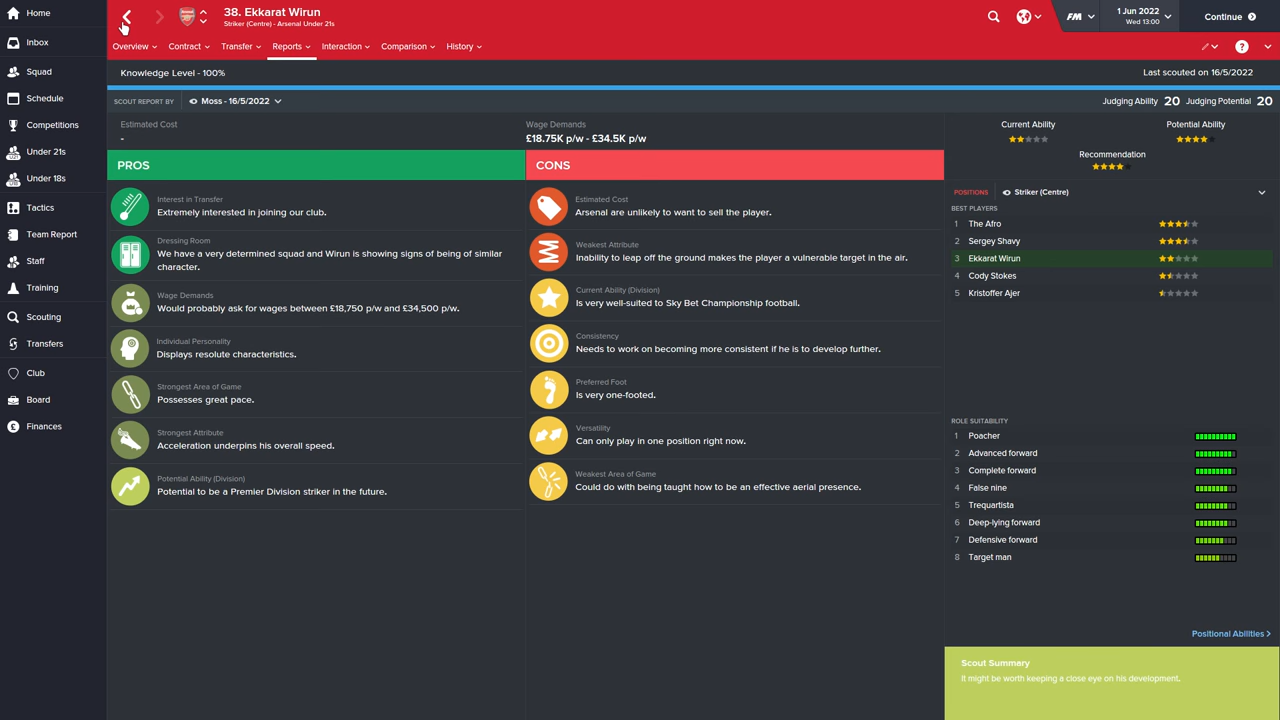 Home
Inbox
Squad
Schedule
Competitions
Under 21s
Under 18s
Tactics
Team Report
Staff
Training
Scouting
Transfers
Club
Board
Finances
38. Ekkarat Wirun
Striker (Centre) - Arsenal Under 21s
FM
1 Jun 2022
Wed 13:00
Continue
Overview
Contract
Transfer
Reports
Interaction
Comparison
History
?
Knowledge Level - 100%
Last scouted on 16/5/2022
SCOUT REPORT BY
Moss - 16/5/2022
Judging Ability 20 Judging Potential 20
Estimated Cost
-
Wage Demands
£18.75K p/w - £34.5K p/w
PROS
Interest in Transfer
Extremely interested in joining our club.
Dressing Room
We have a very determined squad and Wirun is showing signs of being of similar
character.
Wage Demands
Would probably ask for wages between £18,750 p/w and £34,500 p/w.
Individual Personality
Displays resolute characteristics.
Strongest Area of Game
Possesses great pace.
Strongest Attribute
Acceleration underpins his overall speed.
Potential Ability (Division)
Potential to be a Premier Division striker in the future.
CONS
Estimated Cost
Arsenal are unlikely to want to sell the player.
Weakest Attribute
Inability to leap off the ground makes the player a vulnerable target in the air.
Current Ability (Division)
Is very well-suited to Sky Bet Championship football.
Consistency
Needs to work on becoming more consistent if he is to develop further.
Preferred Foot
Is very one-footed.
Versatility
Can only play in one position right now.
Weakest Area of Game
Could do with being taught how to be an effective aerial presence.
Current Ability
Potential Ability
Recommendation
POSITIONS
Striker (Centre)
BEST PLAYERS
1 The Afro
2 Sergey Shavy
3 Ekkarat Wirun
4 Cody Stokes
5 Kristoffer Ajer
ROLE SUITABILITY
1 Poacher
2 Advanced forward
3 Complete forward
4 False nine
5 Trequartista
6 Deep-lying forward
7 Defensive forward
8 Target man
Positional Abilities >
Scout Summary
It might be worth keeping a close eye on his development.